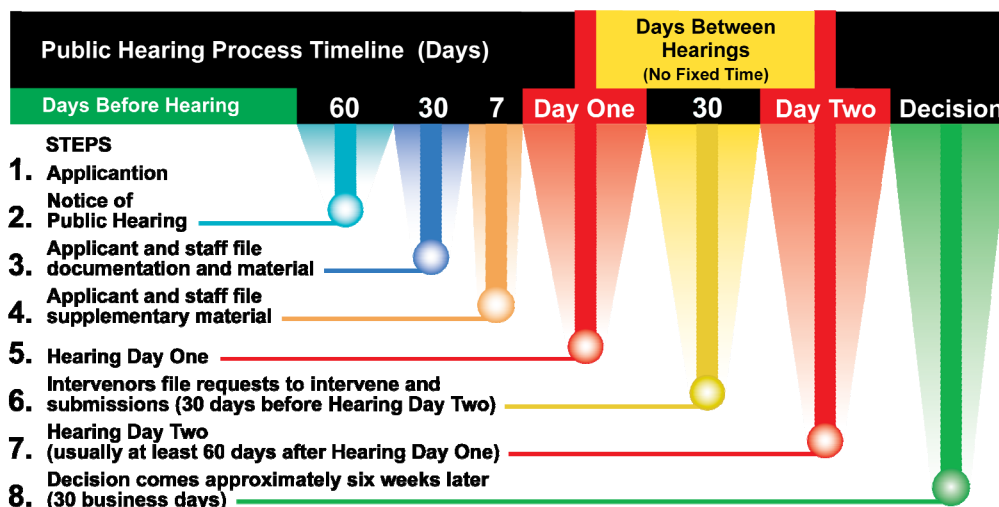 Public Hearing Process Timeline (Days)
Days Between
Hearings
(No Fixed Time)
Days Before Hearing 60 30 7 Day One 30 Day Two Decision
STEPS
1. Applicantion
2. Notice of
Public Hearing
3. Applicant and staff file
documentation and material
4. Applicant and staff file
supplementary material
5. Hearing Day One
6. Intervenors file requests to intervene and
submissions (30 days before Hearing Day Two)
7. Hearing Day Two
(usually at least 60 days after Hearing Day One)
8. Decision comes approximately six weeks later
(30 business days)